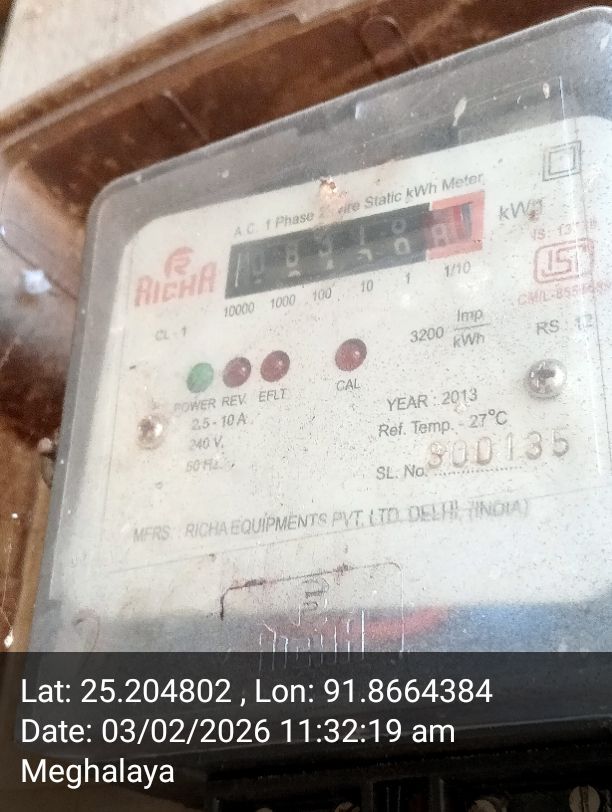 A.C. 1 Phase 2 Wire Static kWh Meter
kWh
RICHA
10000 1000 100 10 1 1/10
CL - 1
3200 Imp/kWh
RS : 12
POWER REV. EFLT CAL
2.5 - 10 A
240 V.
50 Hz.
YEAR : 2013
Ref. Temp. - 27°C
SL. No. 800135
MFRS. : RICHA EQUIPMENTS PVT. LTD. DELHI, (INDIA)
Lat: 25.204802 , Lon: 91.8664384
Date: 03/02/2026 11:32:19 am
Meghalaya